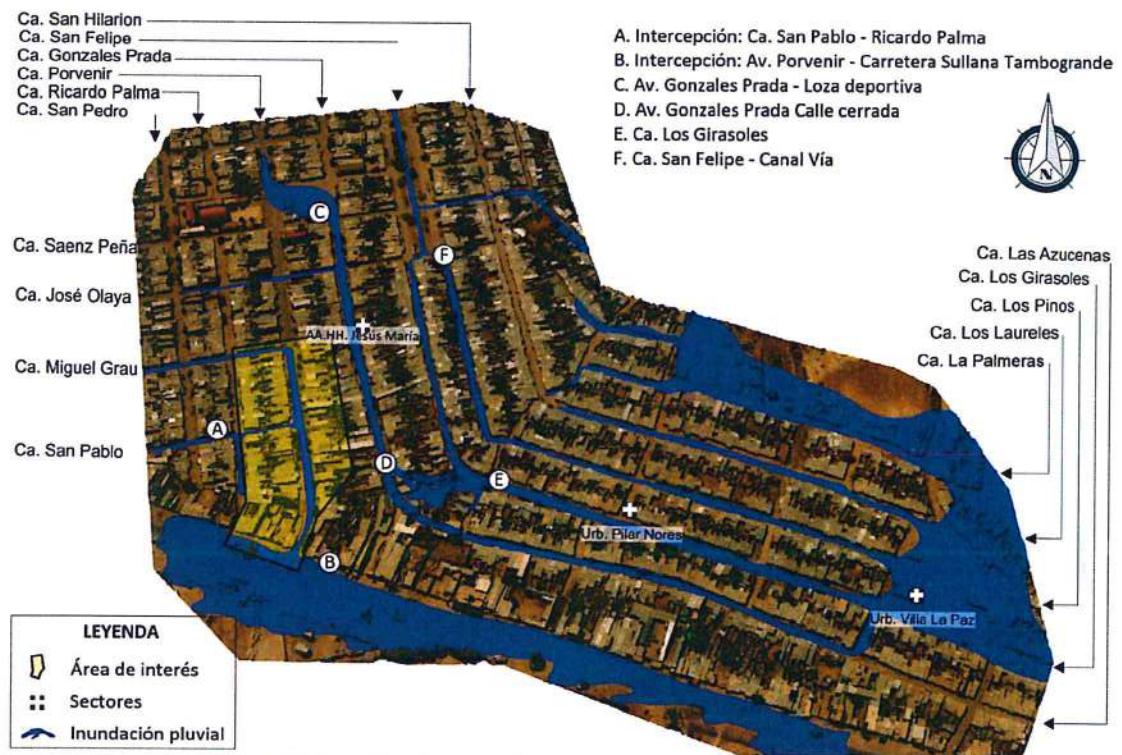 Ca. San Hilarion
Ca. San Felipe
Ca. Gonzales Prada
Ca. Porvenir
Ca. Ricardo Palma
Ca. San Pedro
A. Intercepción: Ca. San Pablo - Ricardo Palma
B. Intercepción: Av. Porvenir - Carretera Sullana Tambogrande
C. Av. Gonzales Prada - Loza deportiva
D. Av. Gonzales Prada Calle cerrada
E. Ca. Los Girasoles
F. Ca. San Felipe - Canal Vía
N
C
Ca. Saenz Peña
F
Ca. Las Azucenas
Ca. Los Girasoles
Ca. José Olaya
Ca. Los Pinos
AA.HH. Jesús María
Ca. Los Laureles
Ca. Miguel Grau
Ca. La Palmeras
A
Ca. San Pablo
D
E
Urb. Pilar Nores
B
Urb. Villa La Paz
LEYENDA
Área de interés
Sectores
Inundación pluvial